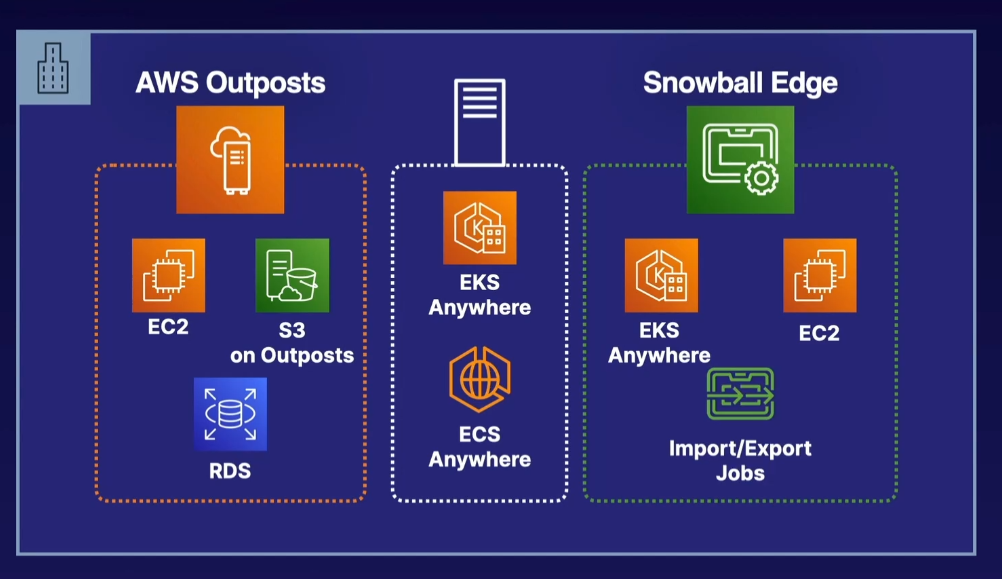 AWS Outposts
EC2
S3
on Outposts
RDS
EKS
Anywhere
ECS
Anywhere
Snowball Edge
EKS
Anywhere
EC2
Import/Export
Jobs